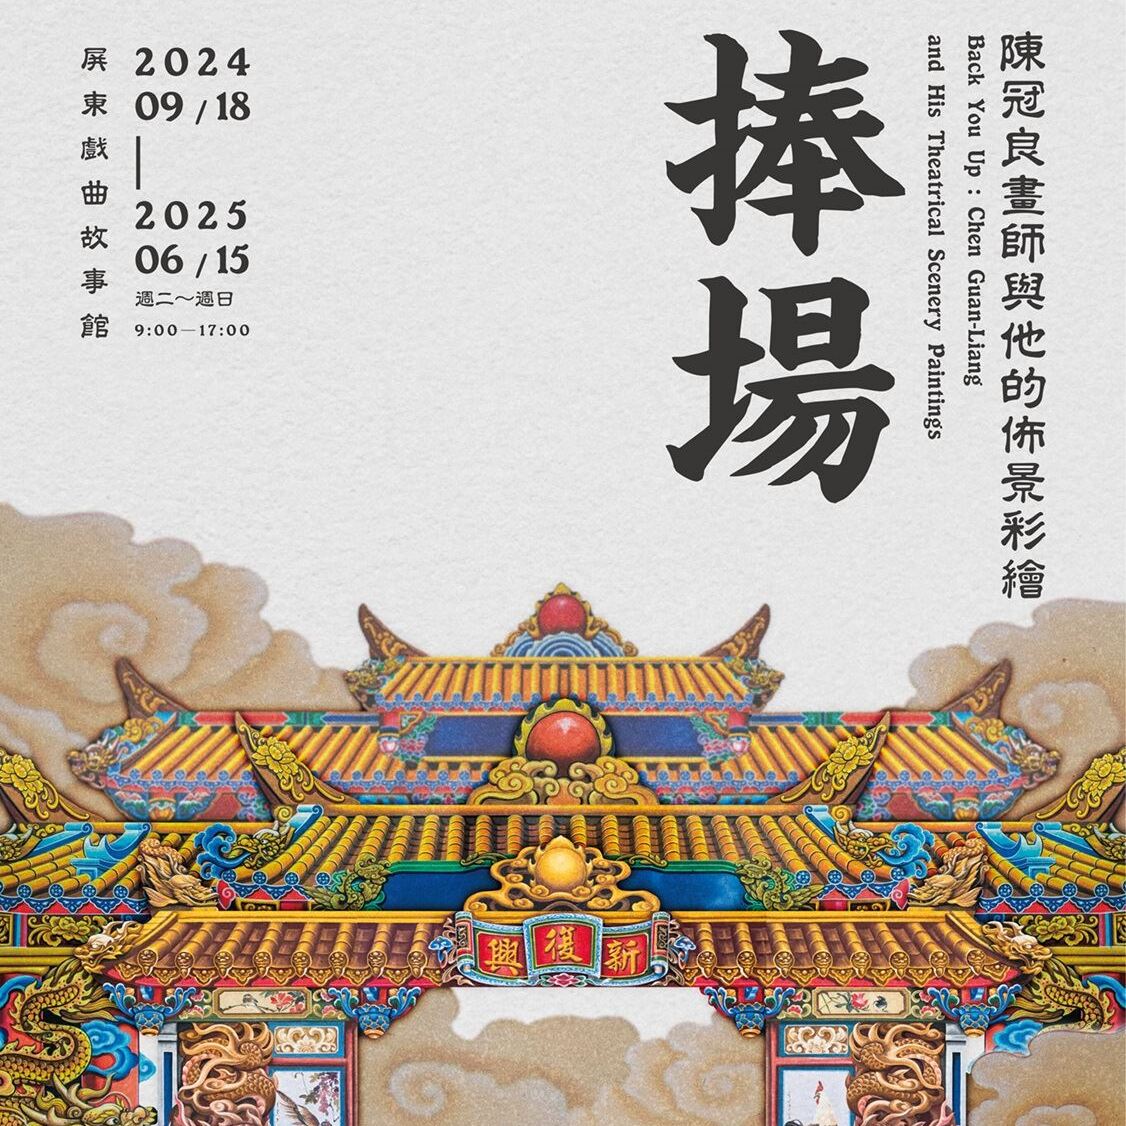 陳冠良畫師與他的佈景彩繪
Back You Up : Chen Guan-Liang
and His Theatrical Scenery Paintings
捧場
2024
09 / 18
2025
06 / 15
週二～週日
9:00—17:00
屏東戲曲故事館
新復興